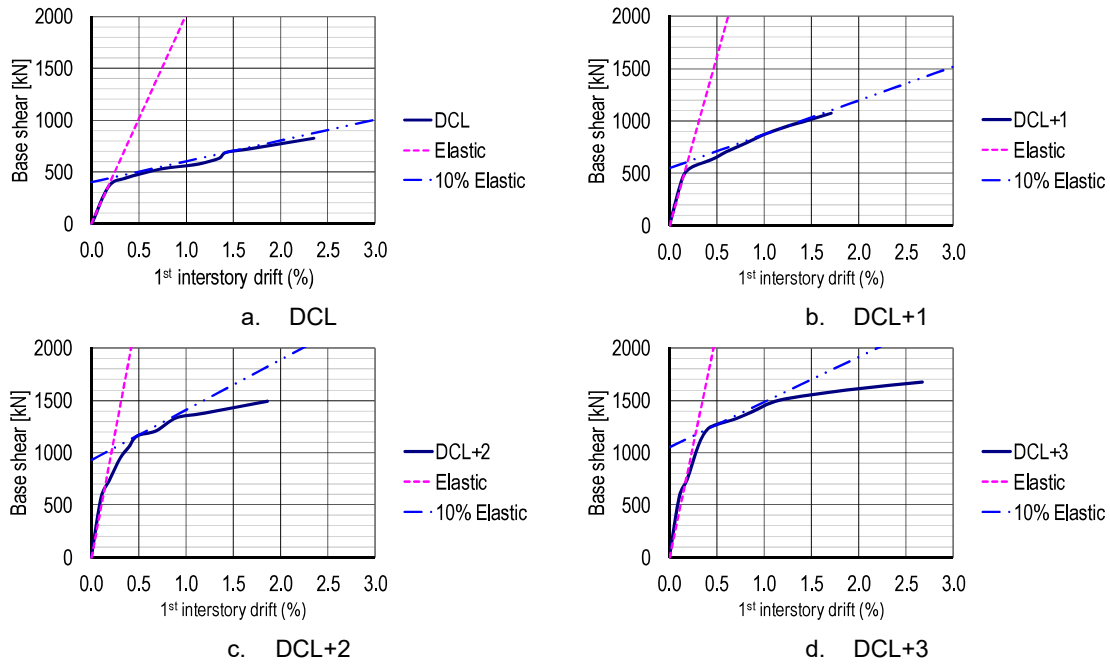 Base shear [kN]
2000
1500
1000
500
0
0.0 0.5 1.0 1.5 2.0 2.5 3.0
1st interstory drift (%)
DCL
Elastic
10% Elastic
a. DCL
Base shear [kN]
2000
1500
1000
500
0
0.0 0.5 1.0 1.5 2.0 2.5 3.0
1st interstory drift (%)
DCL+1
Elastic
10% Elastic
b. DCL+1
Base shear [kN]
2000
1500
1000
500
0
0.0 0.5 1.0 1.5 2.0 2.5 3.0
1st interstory drift (%)
DCL+2
Elastic
10% Elastic
c. DCL+2
Base shear [kN]
2000
1500
1000
500
0
0.0 0.5 1.0 1.5 2.0 2.5 3.0
1st interstory drift (%)
DCL+3
Elastic
10% Elastic
d. DCL+3